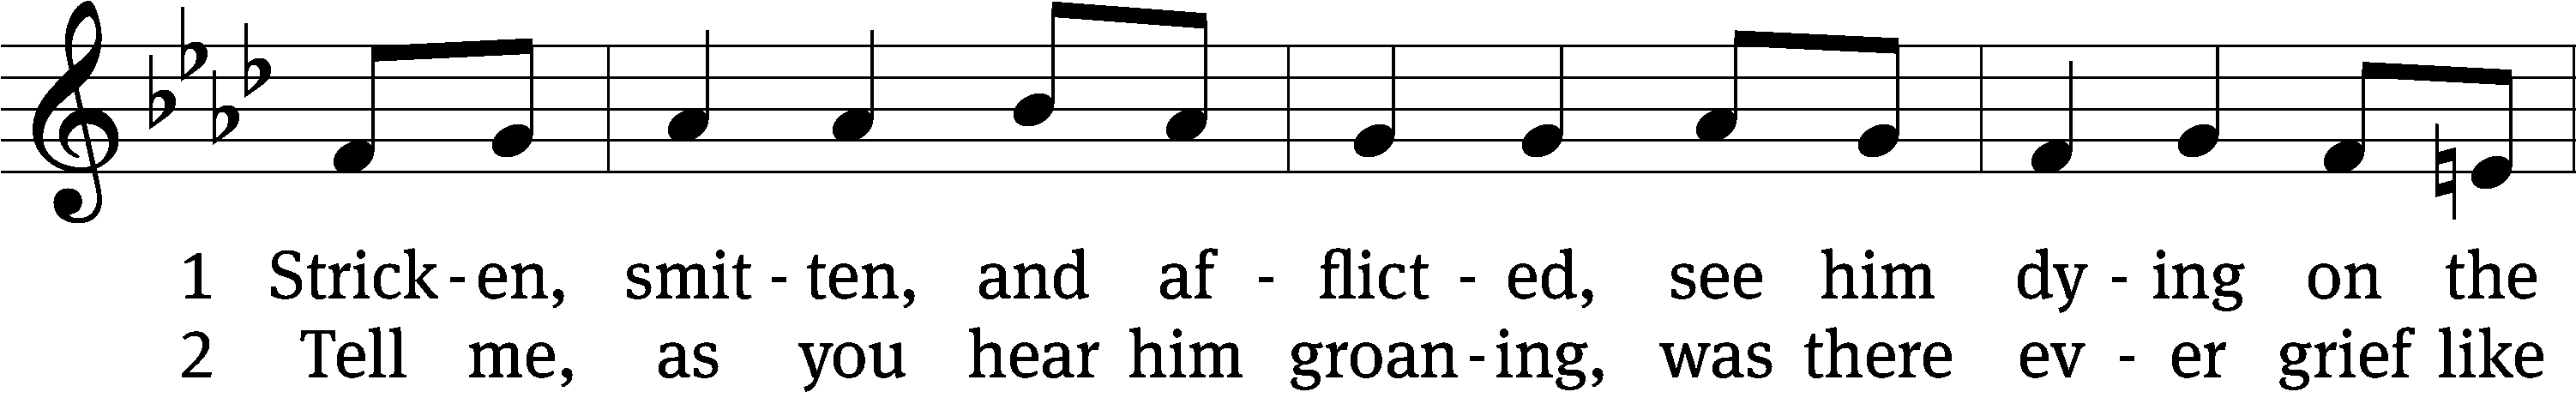 1 Strick - en, smit - ten, and af - flict - ed, see him dy - ing on the
2 Tell me, as you hear him groan - ing, was there ev - er grief like